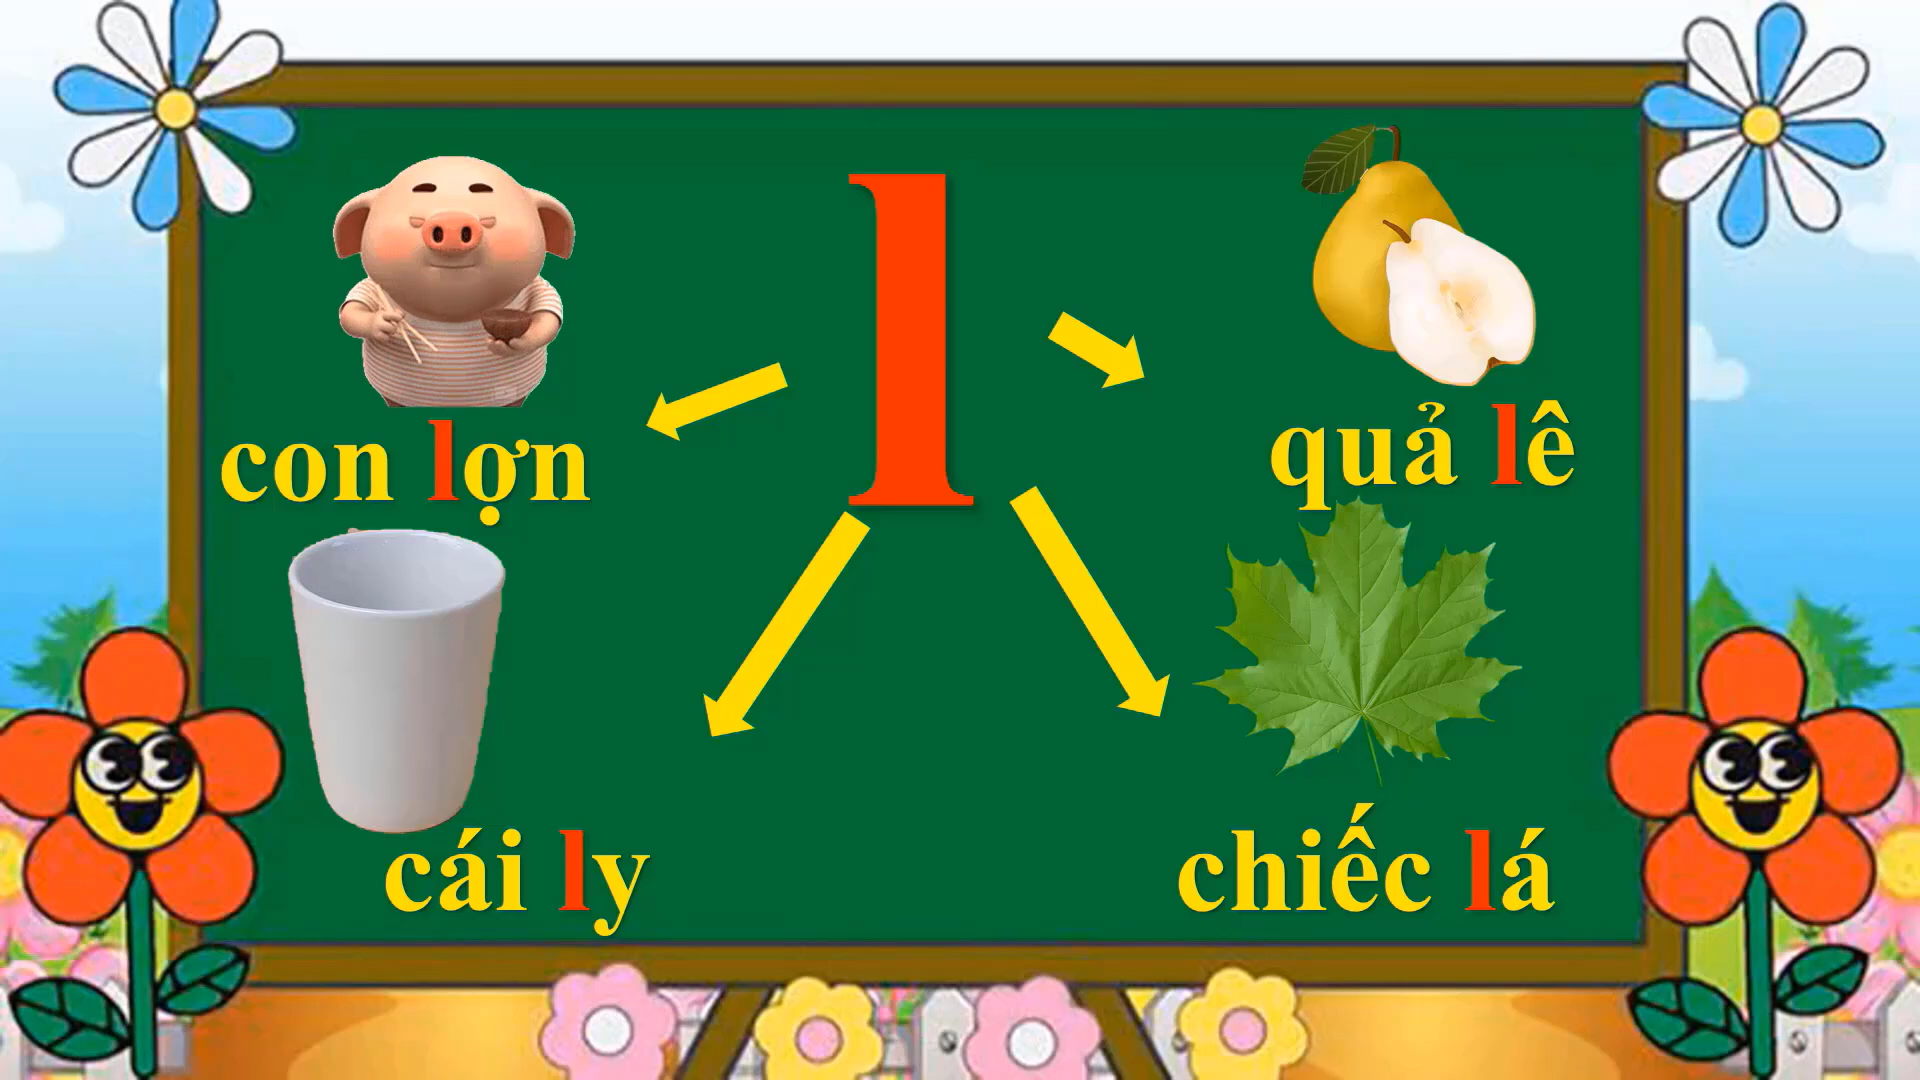 l
con lợn
quả lê
cái ly
chiếc lá